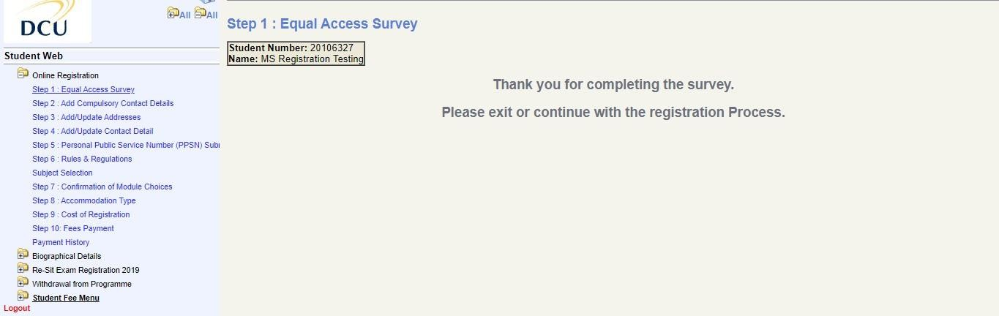 DCU
All All
Student Web
Online Registration
Step 1 : Equal Access Survey
Step 2 : Add Compulsory Contact Details
Step 3 : Add/Update Addresses
Step 4 : Add/Update Contact Detail
Step 5 : Personal Public Service Number (PPSN) Subr
Step 6 : Rules & Regulations
Subject Selection
Step 7 : Confirmation of Module Choices
Step 8 : Accommodation Type
Step 9 : Cost of Registration
Step 10: Fees Payment
Payment History
Biographical Details
Re-Sit Exam Registration 2019
Withdrawal from Programme
Student Fee Menu
Logout
Step 1 : Equal Access Survey
Student Number: 20106327
Name: MS Registration Testing
Thank you for completing the survey.
Please exit or continue with the registration Process.